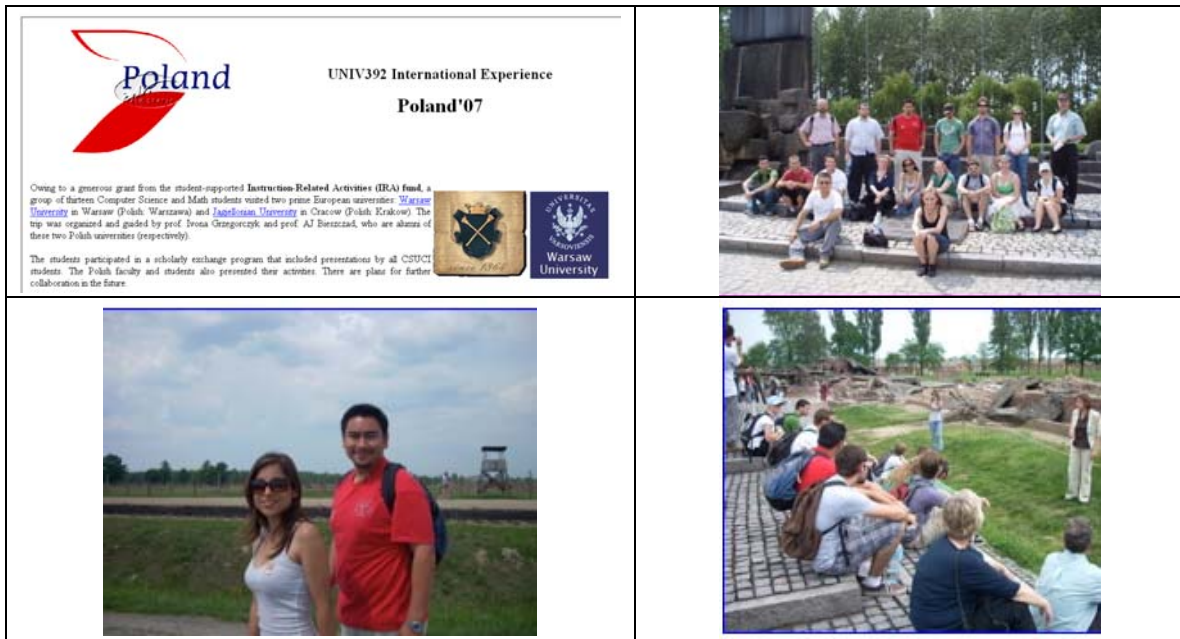 Poland
UNIV392 International Experience
Poland'07
Owing to a generous grant from the student-supported Instruction-Related Activities (IRA) fund, a
group of thirteen Computer Science and Math students visited two prime European universities: Warsaw
University in Warsaw (Polish: Warszawa) and Jagiellonian University in Cracow (Polish: Krakow). The
trip was organized and guided by prof. Ivona Grzegorczyk and prof. AJ Bieszczad, who are alumni of
these two Polish universities (respectively).
The students participated in a scholarly exchange program that included presentations by all CSUCI
students. The Polish faculty and students also presented their activities. There are plans for further
collaboration in the future.
since 1364
UNIVERSITAS
VARSOVIENSIS
Warsaw
University